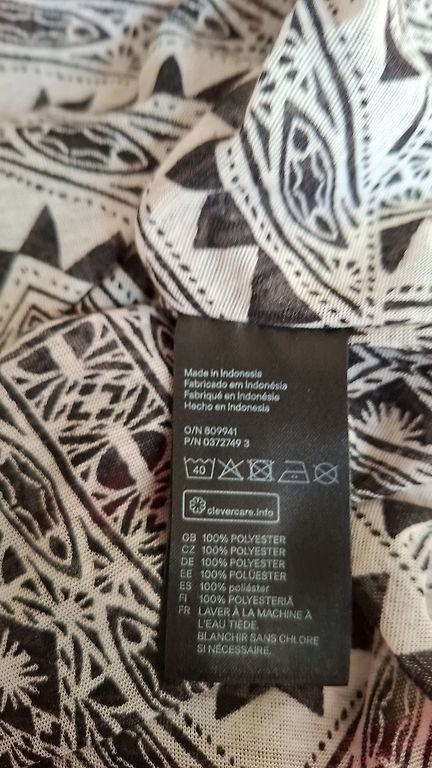 Made in Indonesia
Fabricado em Indonésia
Fabriqué en Indonésie
Hecho en Indonesia
O/N 809941
P/N 0372749 3
40
clevercare.info
GB 100% POLYESTER
CZ 100% POLYESTER
DE 100% POLYESTER
EE 100% POLÜESTER
ES 100% poliéster
FI 100% POLYESTERIÄ
FR LAVER À LA MACHINE À
L'EAU TIÈDE.
BLANCHIR SANS CHLORE
SI NÉCESSAIRE.